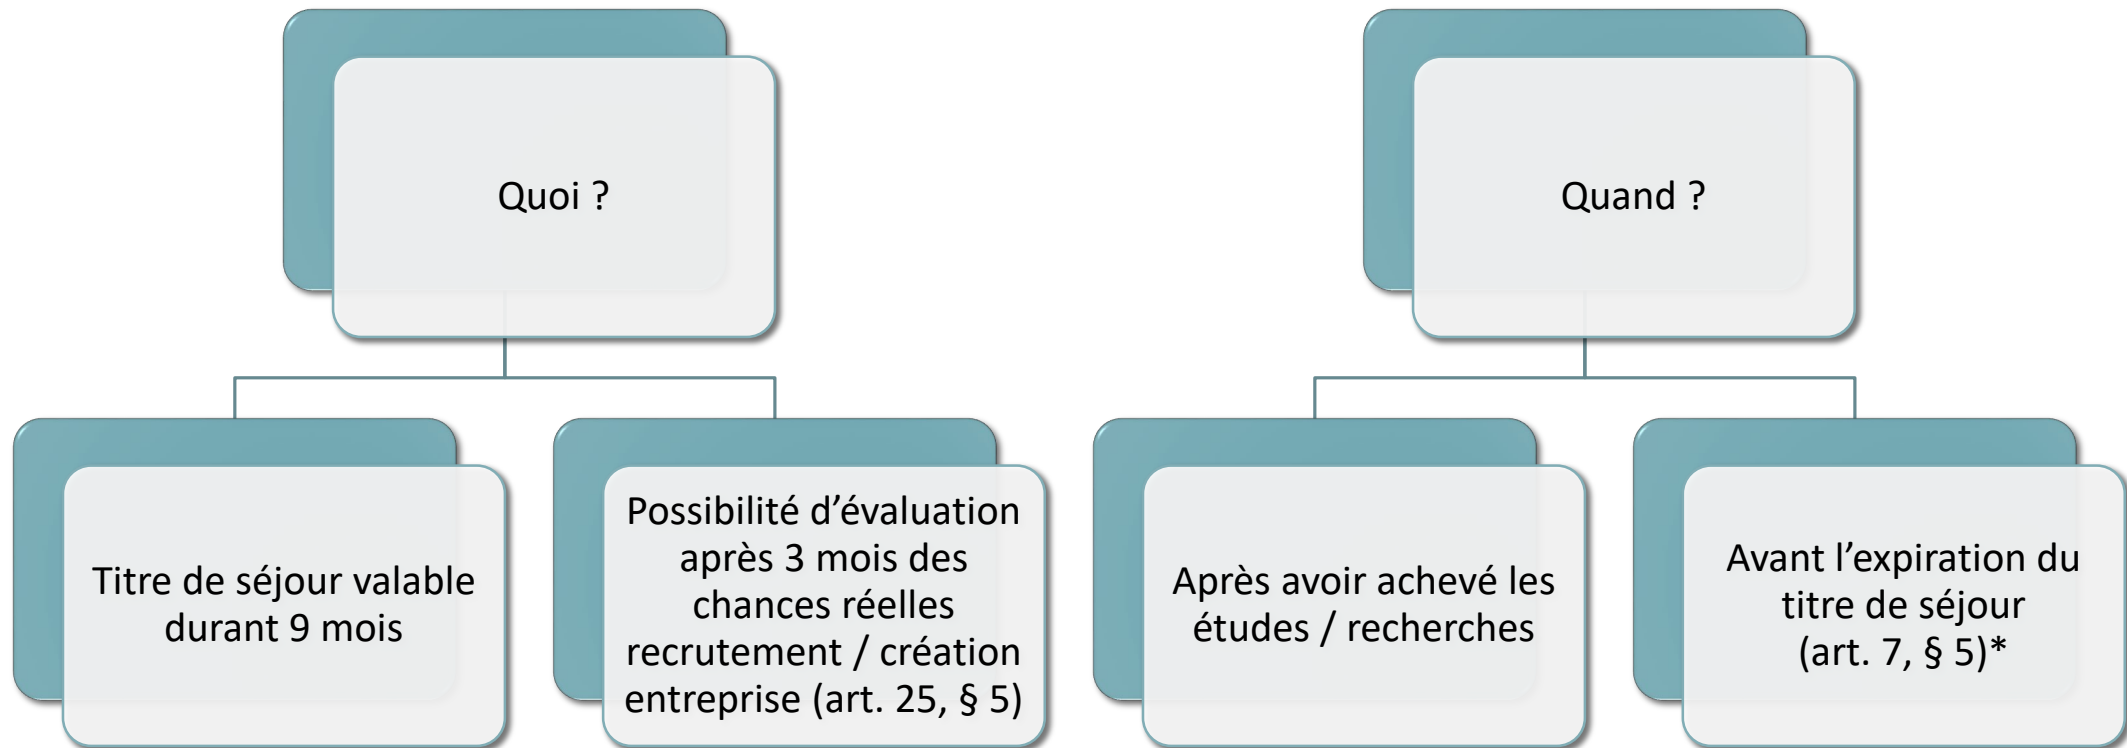 Quoi ?
Quand ?
Titre de séjour valable
durant 9 mois
Possibilité d’évaluation
après 3 mois des
chances réelles
recrutement / création
entreprise (art. 25, § 5)
Après avoir achevé les
études / recherches
Avant l’expiration du
titre de séjour
(art. 7, § 5)*